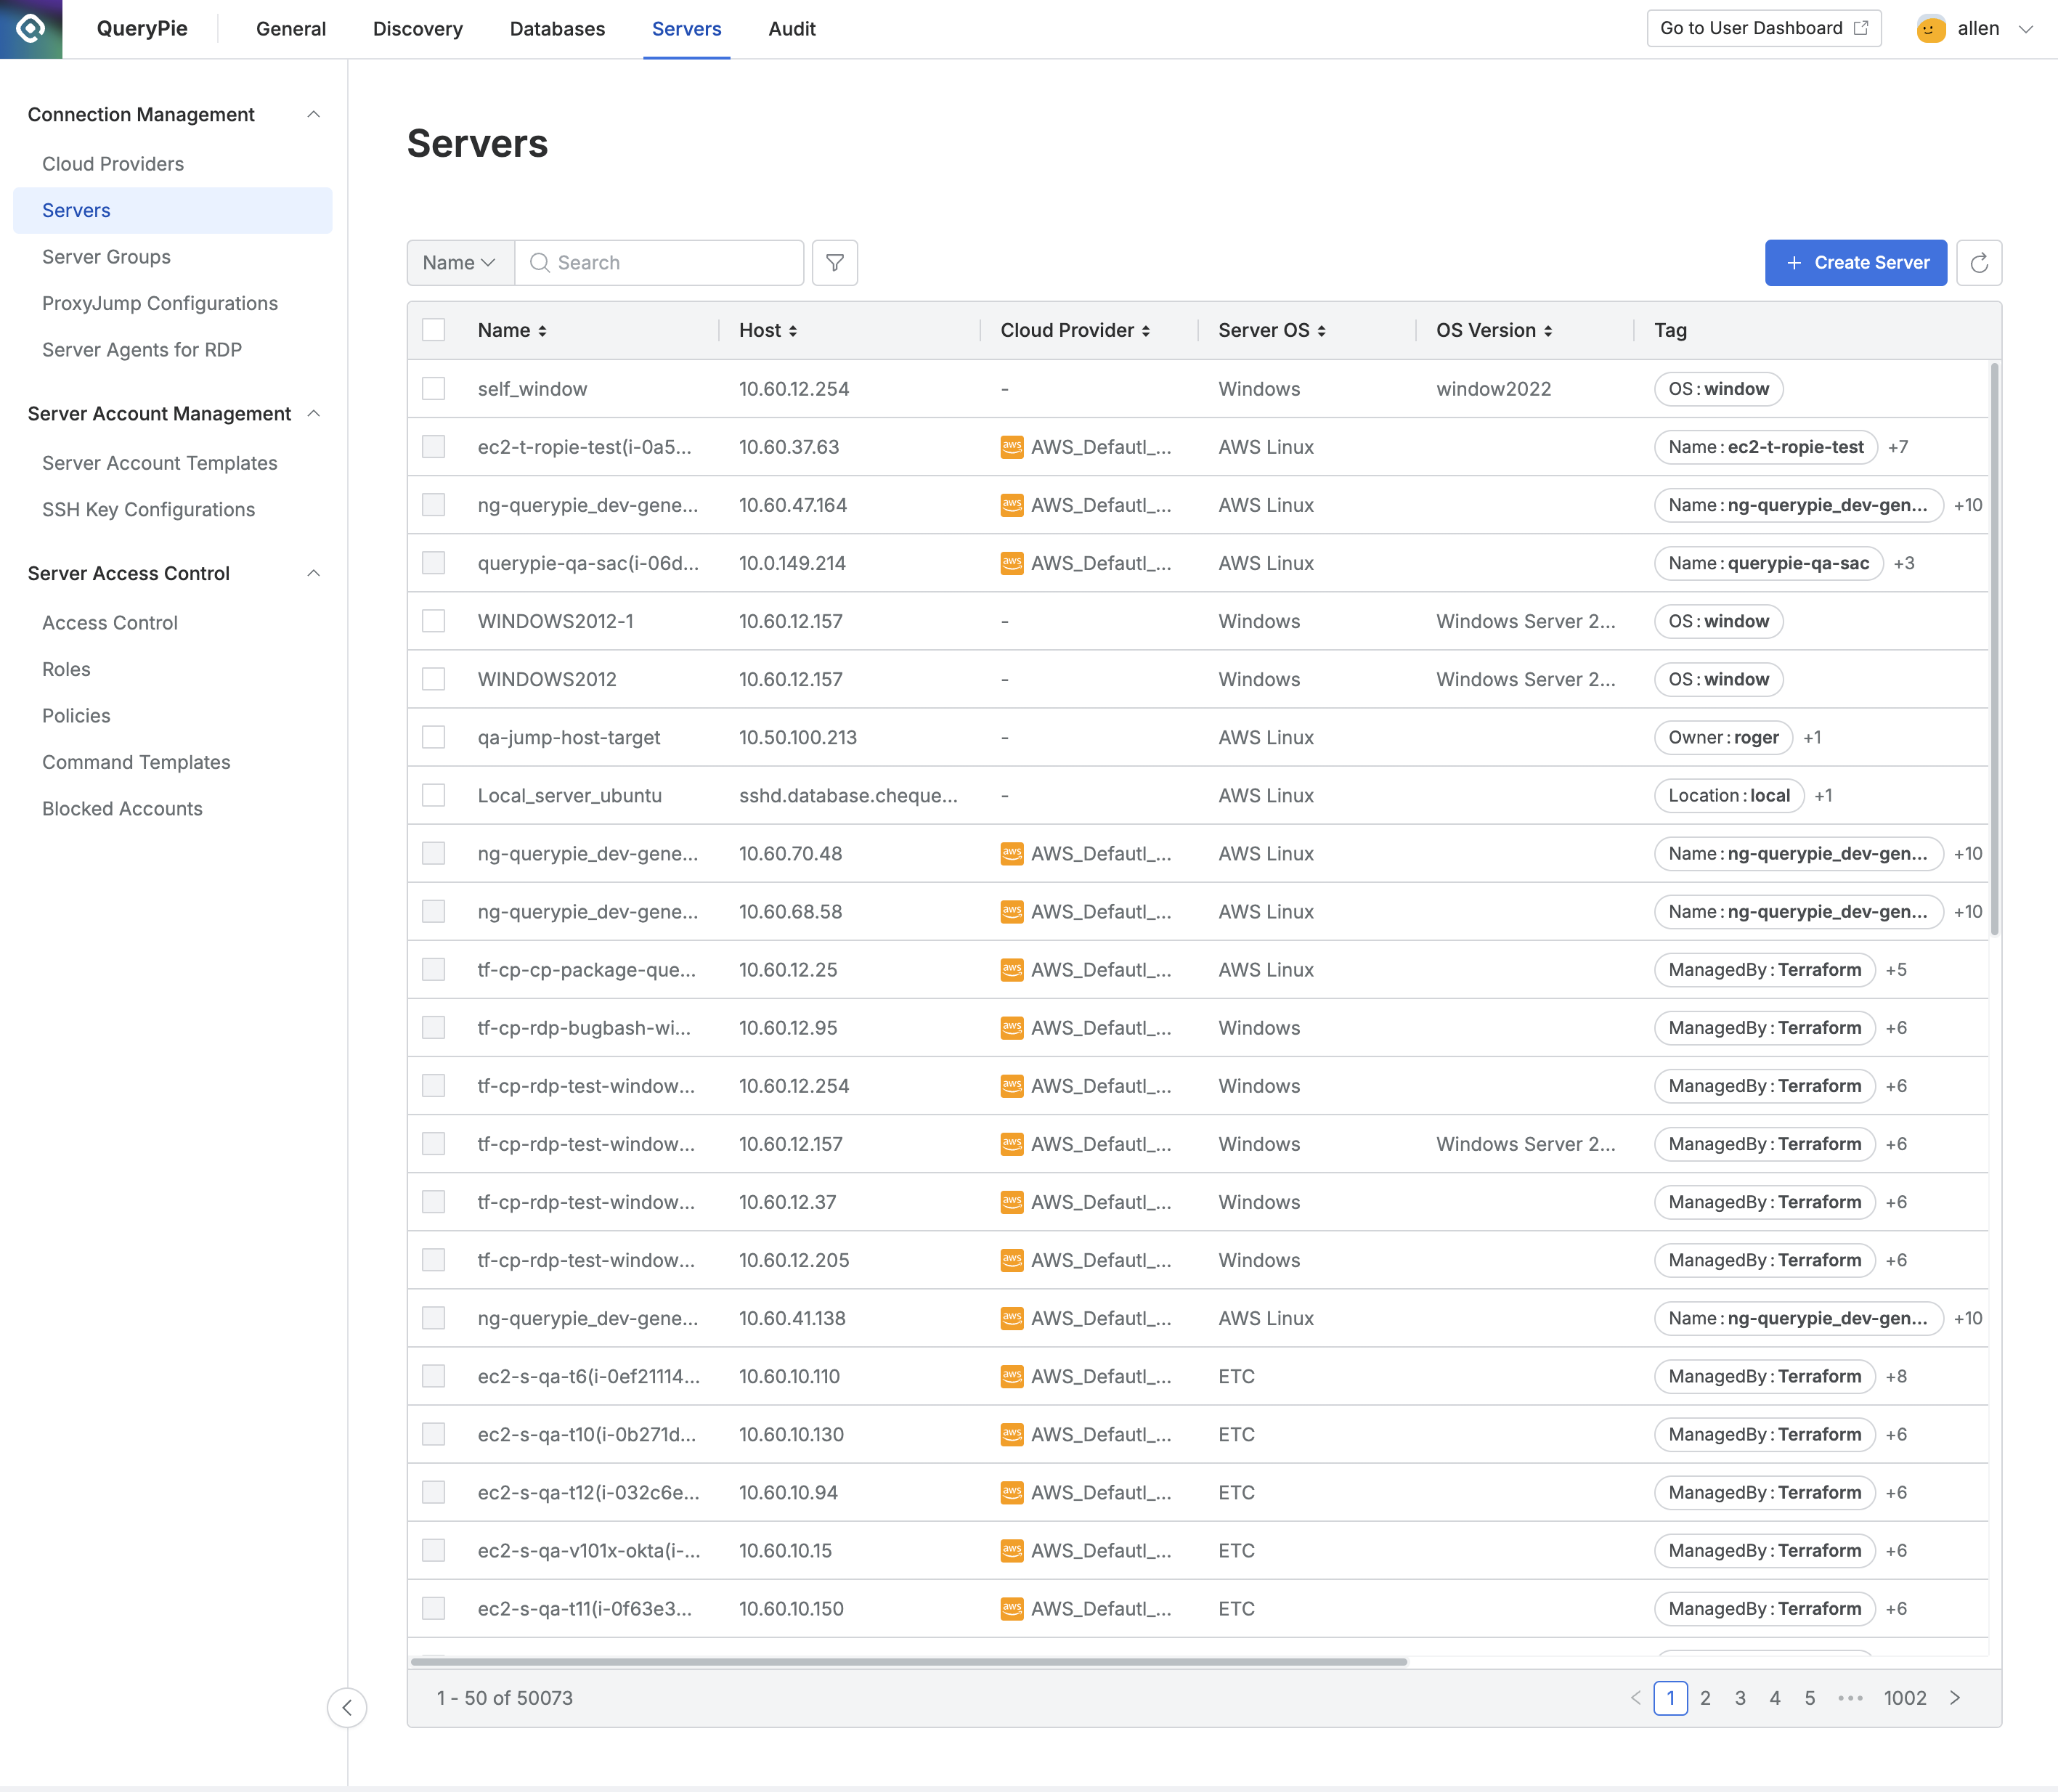 QueryPie General Discovery Databases Servers Audit Go to User Dashboard allen
Connection Management
Cloud Providers
Servers
Server Groups
ProxyJump Configurations
Server Agents for RDP
Server Account Management
Server Account Templates
SSH Key Configurations
Server Access Control
Access Control
Roles
Policies
Command Templates
Blocked Accounts
Servers
Name Search + Create Server
Name Host Cloud Provider Server OS OS Version Tag
self_window 10.60.12.254 - Windows window2022 OS : window
ec2-t-ropie-test(i-0a5... 10.60.37.63 aws AWS_Defautl_... AWS Linux Name : ec2-t-ropie-test +7
ng-querypie_dev-gene... 10.60.47.164 aws AWS_Defautl_... AWS Linux Name : ng-querypie_dev-gen... +10
querypie-qa-sac(i-06d... 10.0.149.214 aws AWS_Defautl_... AWS Linux Name : querypie-qa-sac +3
WINDOWS2012-1 10.60.12.157 - Windows Windows Server 2... OS : window
WINDOWS2012 10.60.12.157 - Windows Windows Server 2... OS : window
qa-jump-host-target 10.50.100.213 - AWS Linux Owner : roger +1
Local_server_ubuntu sshd.database.cheque... - AWS Linux Location : local +1
ng-querypie_dev-gene... 10.60.70.48 aws AWS_Defautl_... AWS Linux Name : ng-querypie_dev-gen... +10
ng-querypie_dev-gene... 10.60.68.58 aws AWS_Defautl_... AWS Linux Name : ng-querypie_dev-gen... +10
tf-cp-cp-package-que... 10.60.12.25 aws AWS_Defautl_... AWS Linux ManagedBy : Terraform +5
tf-cp-rdp-bugbash-wi... 10.60.12.95 aws AWS_Defautl_... Windows ManagedBy : Terraform +6
tf-cp-rdp-test-window... 10.60.12.254 aws AWS_Defautl_... Windows ManagedBy : Terraform +6
tf-cp-rdp-test-window... 10.60.12.157 aws AWS_Defautl_... Windows Windows Server 2... ManagedBy : Terraform +6
tf-cp-rdp-test-window... 10.60.12.37 aws AWS_Defautl_... Windows ManagedBy : Terraform +6
tf-cp-rdp-test-window... 10.60.12.205 aws AWS_Defautl_... Windows ManagedBy : Terraform +6
ng-querypie_dev-gene... 10.60.41.138 aws AWS_Defautl_... AWS Linux Name : ng-querypie_dev-gen... +10
ec2-s-qa-t6(i-0ef21114... 10.60.10.110 aws AWS_Defautl_... ETC ManagedBy : Terraform +8
ec2-s-qa-t10(i-0b271d... 10.60.10.130 aws AWS_Defautl_... ETC ManagedBy : Terraform +6
ec2-s-qa-t12(i-032c6e... 10.60.10.94 aws AWS_Defautl_... ETC ManagedBy : Terraform +6
ec2-s-qa-v101x-okta(i-... 10.60.10.15 aws AWS_Defautl_... ETC ManagedBy : Terraform +6
ec2-s-qa-t11(i-0f63e3... 10.60.10.150 aws AWS_Defautl_... ETC ManagedBy : Terraform +6
1 - 50 of 50073 1 2 3 4 5 ••• 1002